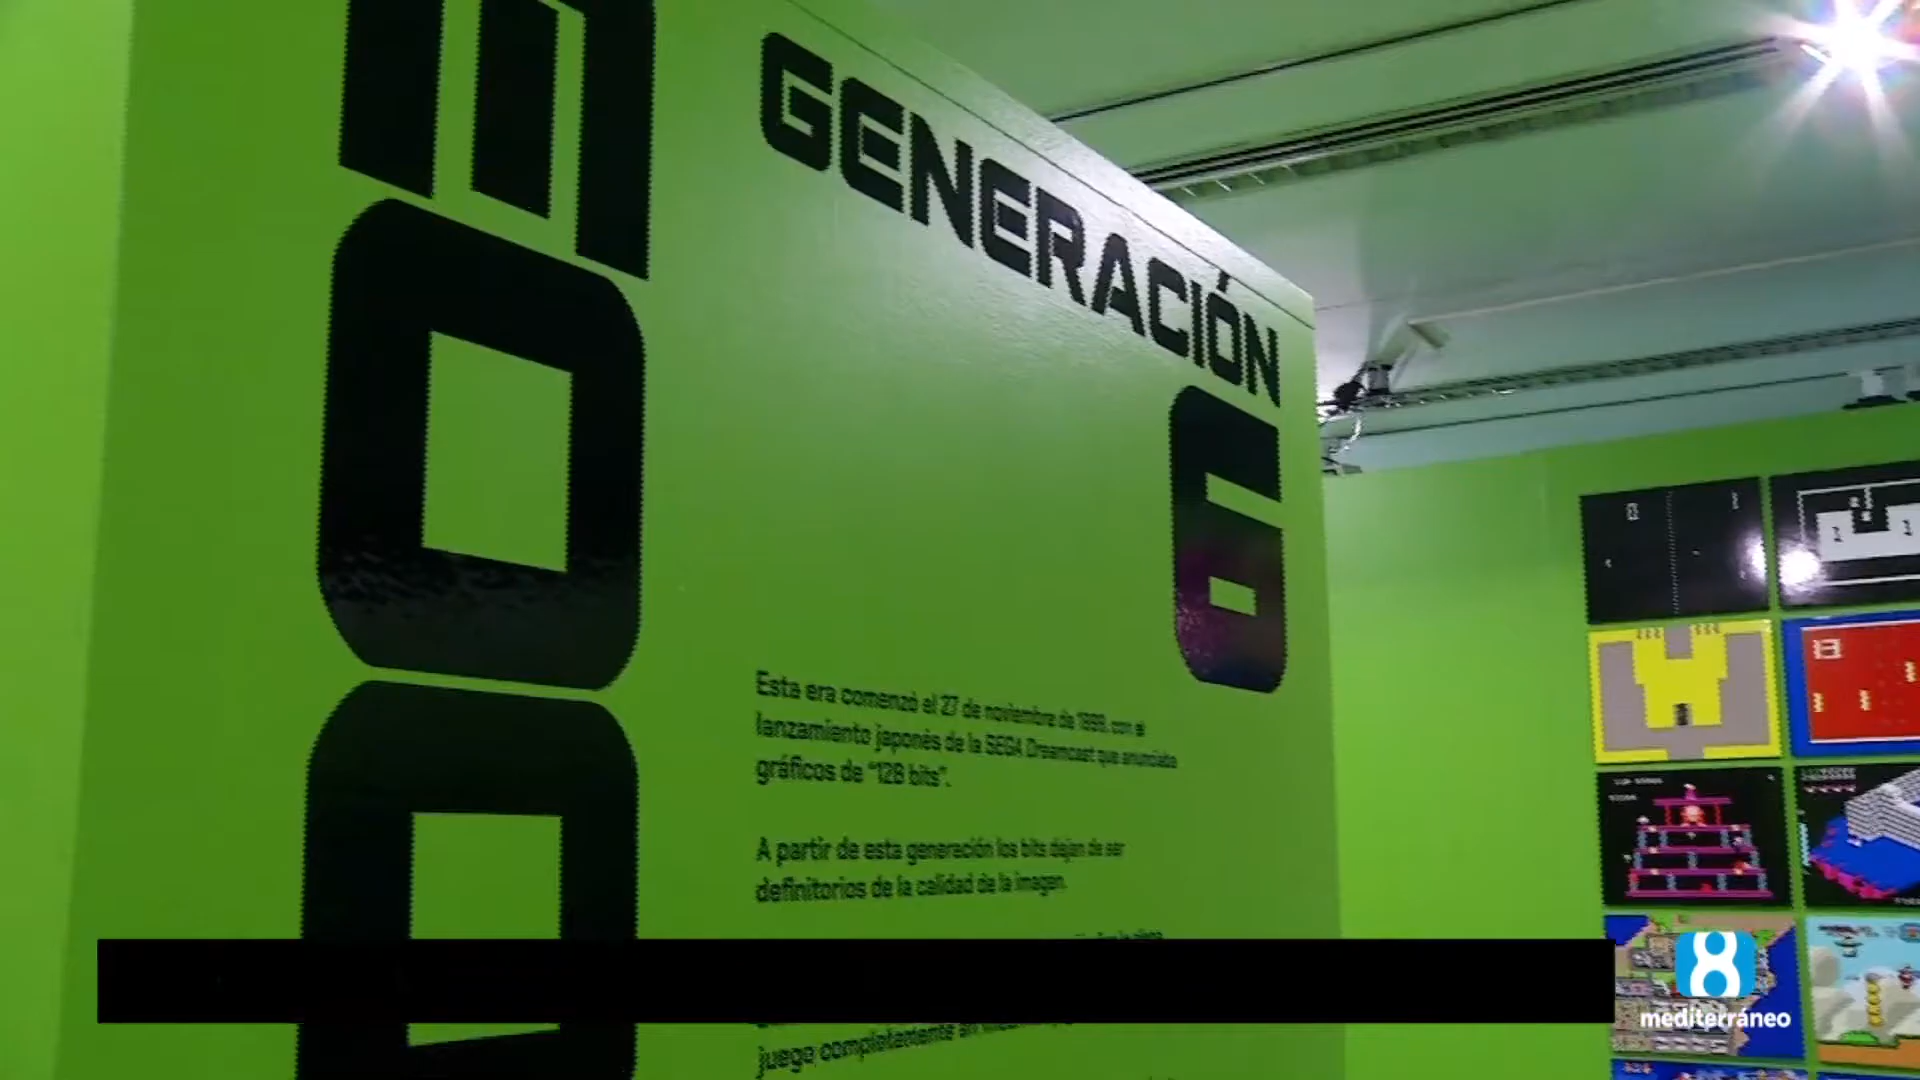 GENERACIÓN
6
Esta era comenzó el 27 de noviembre de 1998, con el
lanzamiento japonés de la SEGA Dreamcast que anunciaba
gráficos de "128 bits".
A partir de esta generación los bits dejan de ser
definitorios de la calidad de la imagen.
juego completamente
8
mediterráneo